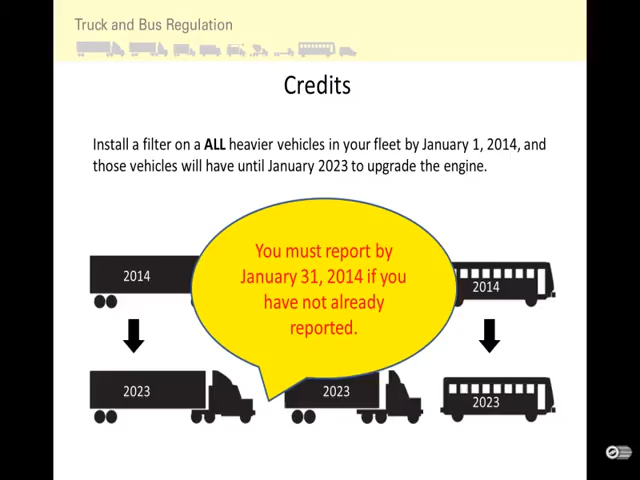 Truck and Bus Regulation
Credits
Install a filter on a ALL heavier vehicles in your fleet by January 1, 2014, and
those vehicles will have until January 2023 to upgrade the engine.
You must report by
January 31, 2014 if you
have not already
reported.
2014
2014
2023
2023
2023